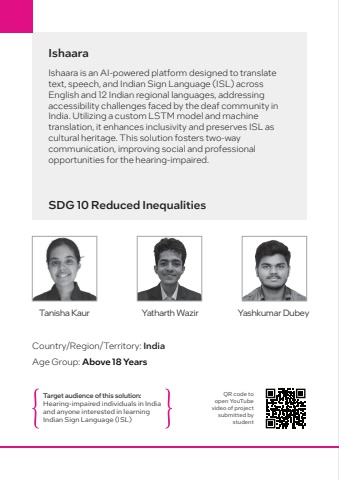 Ishaara
Ishaara is an AI-powered platform designed to translate
text, speech, and Indian Sign Language (ISL) across
English and 12 Indian regional languages, addressing
accessibility challenges faced by the deaf community in
India. Utilizing a custom LSTM model and machine
translation, it enhances inclusivity and preserves ISL as
cultural heritage. This solution fosters two-way
communication, improving social and professional
opportunities for the hearing-impaired.
SDG 10 Reduced Inequalities
Tanisha Kaur
Yatharth Wazir
Yashkumar Dubey
Country/Region/Territory: India
Age Group: Above 18 Years
Target audience of this solution:
Hearing-impaired individuals in India
and anyone interested in learning
Indian Sign Language (ISL)
QR code to
open YouTube
video of project
submitted by
student